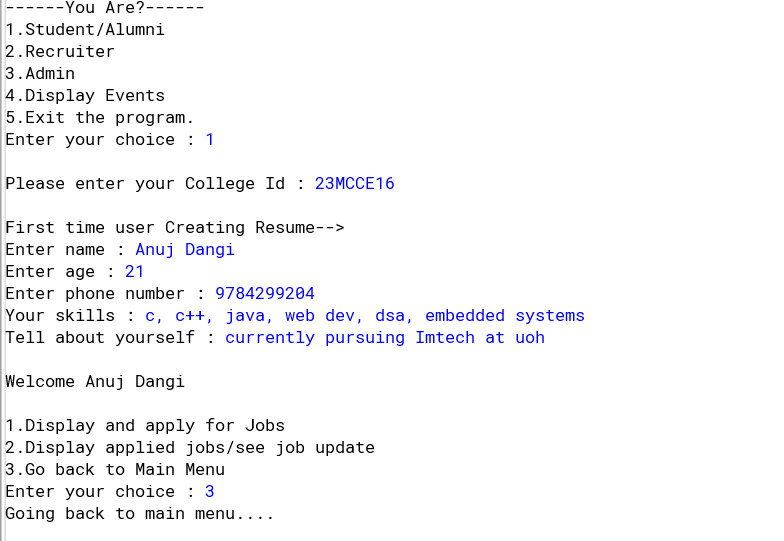 ------You Are?------
1.Student/Alumni
2.Recruiter
3.Admin
4.Display Events
5.Exit the program.
Enter your choice : 1
Please enter your College Id : 23MCCE16
First time user Creating Resume-->
Enter name : Anuj Dangi
Enter age : 21
Enter phone number : 9784299204
Your skills : c, c++, java, web dev, dsa, embedded systems
Tell about yourself : currently pursuing Imtech at uoh
Welcome Anuj Dangi
1.Display and apply for Jobs
2.Display applied jobs/see job update
3.Go back to Main Menu
Enter your choice : 3
Going back to main menu....